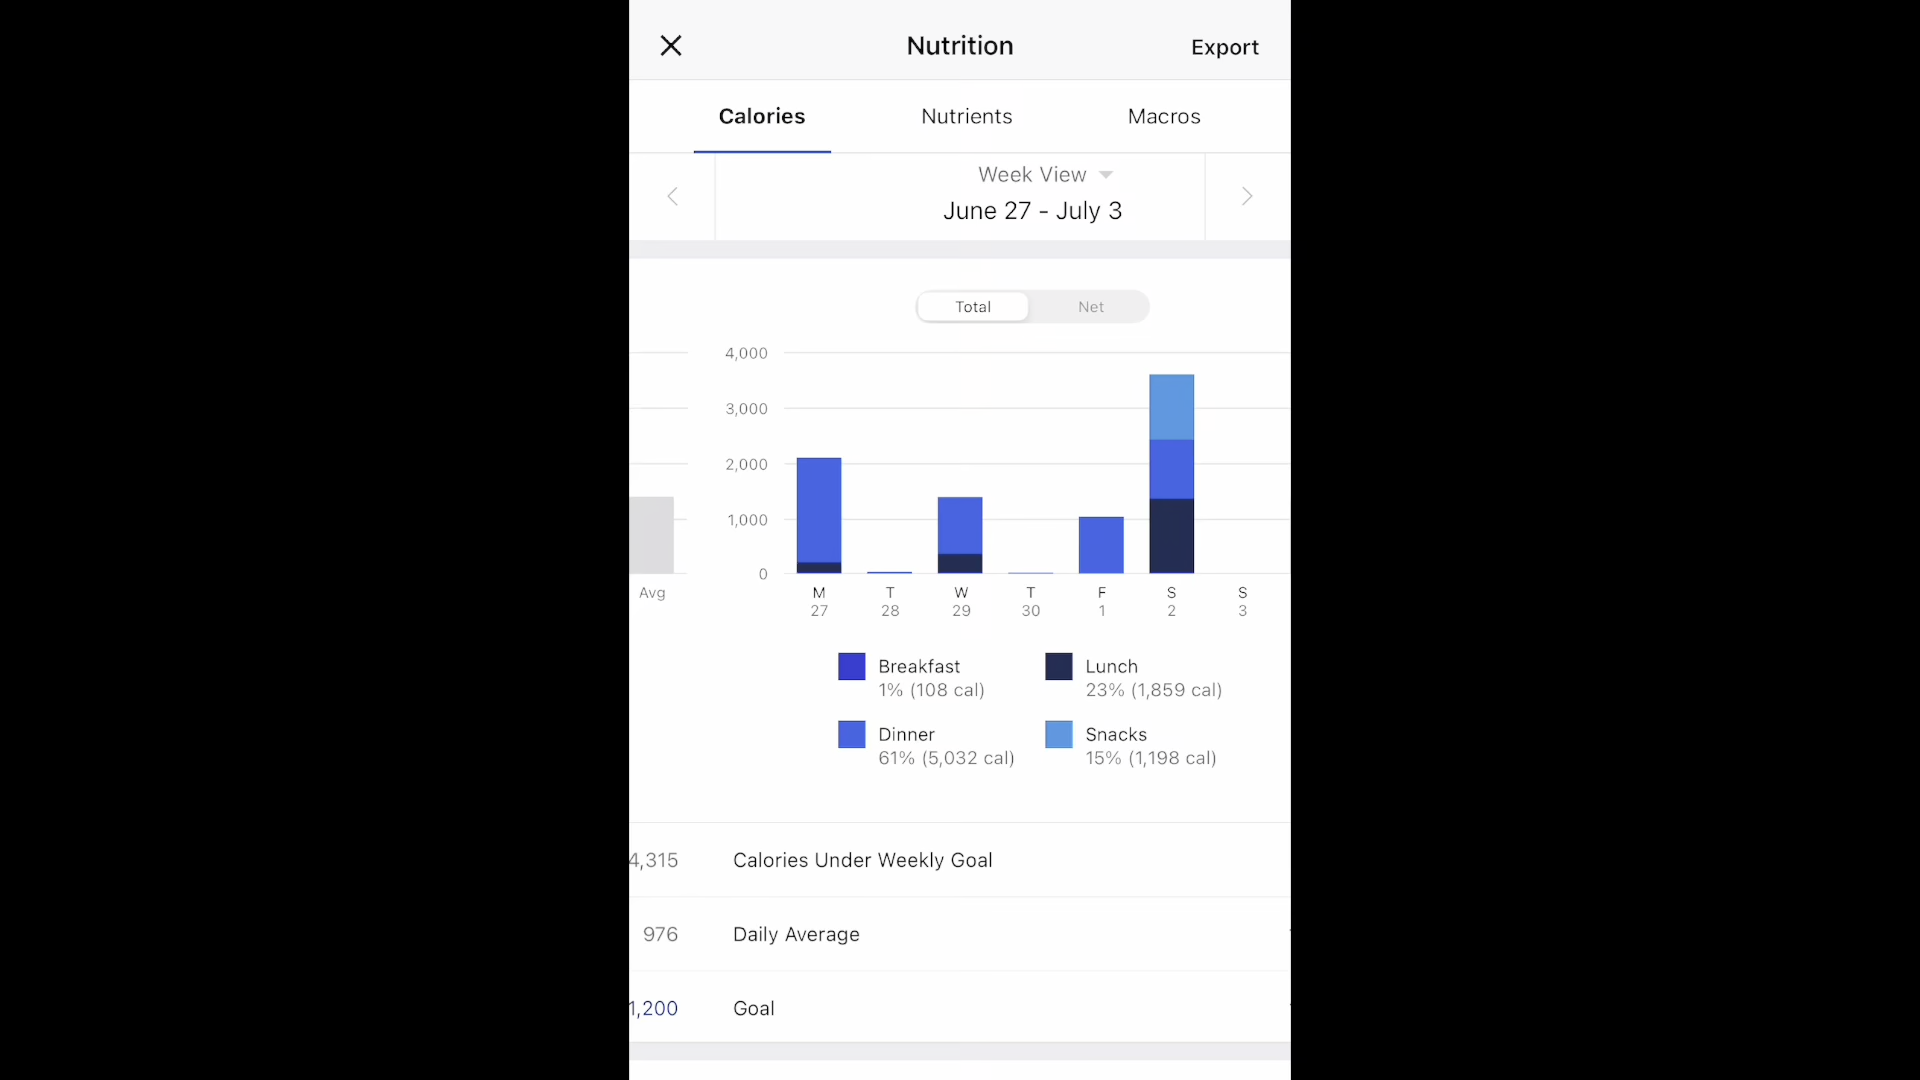 Nutrition
Export
Calories
Nutrients
Macros
Week View
June 27 - July 3
Total
Net
4,000
3,000
2,000
1,000
0
Avg
M
27
T
28
W
29
T
30
F
1
S
2
S
3
Breakfast
1% (108 cal)
Lunch
23% (1,859 cal)
Dinner
61% (5,032 cal)
Snacks
15% (1,198 cal)
4,315
Calories Under Weekly Goal
976
Daily Average
1,200
Goal